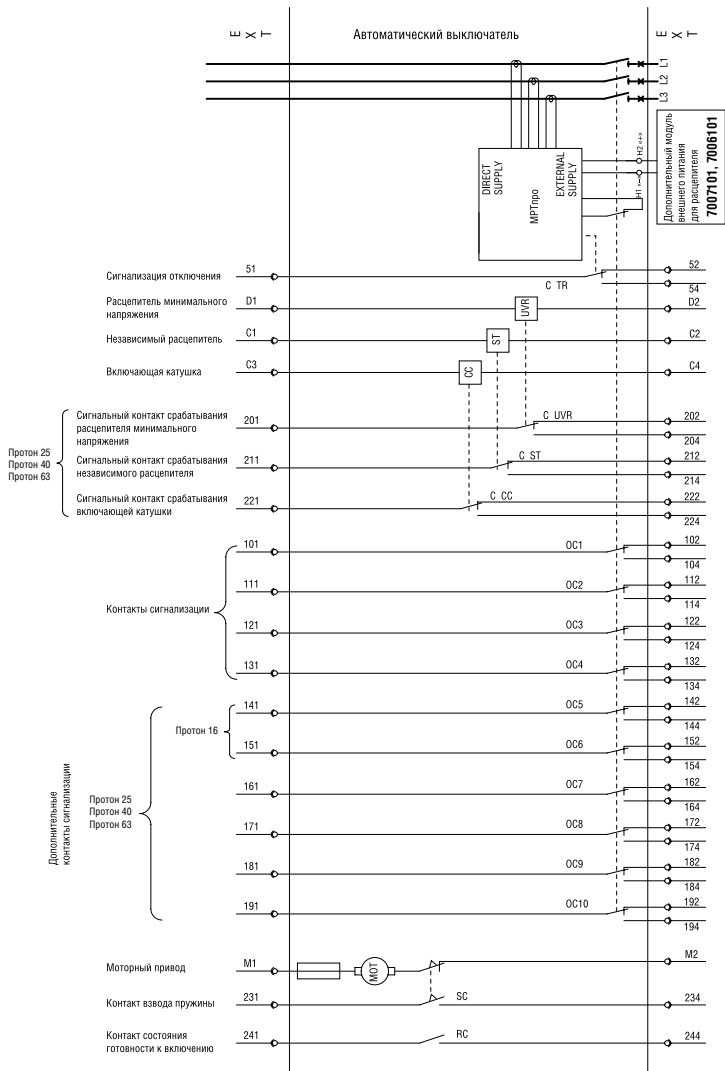 Е Х Т
Автоматический выключатель
Е Х Т
L1
L2
L3
DIRECT
SUPPLY
МРТпро
EXTERNAL
SUPPLY
H2 «+»
H1 «–»
Дополнительный модуль
внешнего питания
для расцепителя
7007101, 7006101
Сигнализация отключения
51
C TR
52
54
Расцепитель минимального
напряжения
D1
UVR
D2
Независимый расцепитель
C1
ST
C2
Включающая катушка
C3
CC
C4
Протон 25
Протон 40
Протон 63
Сигнальный контакт срабатывания
расцепителя минимального
напряжения
201
C UVR
202
204
Сигнальный контакт срабатывания
независимого расцепителя
211
C ST
212
214
Сигнальный контакт срабатывания
включающей катушки
221
C CC
222
224
Контакты сигнализации
101
OC1
102
104
111
OC2
112
114
121
OC3
122
124
131
OC4
132
134
Дополнительные
контакты сигнализации
Протон 25
Протон 40
Протон 63
Протон 16
141
OC5
142
144
151
OC6
152
154
161
OC7
162
164
171
OC8
172
174
181
OC9
182
184
191
OC10
192
194
Моторный привод
M1
MOT
M2
Контакт взвода пружины
231
SC
234
Контакт состояния
готовности к включению
241
RC
244